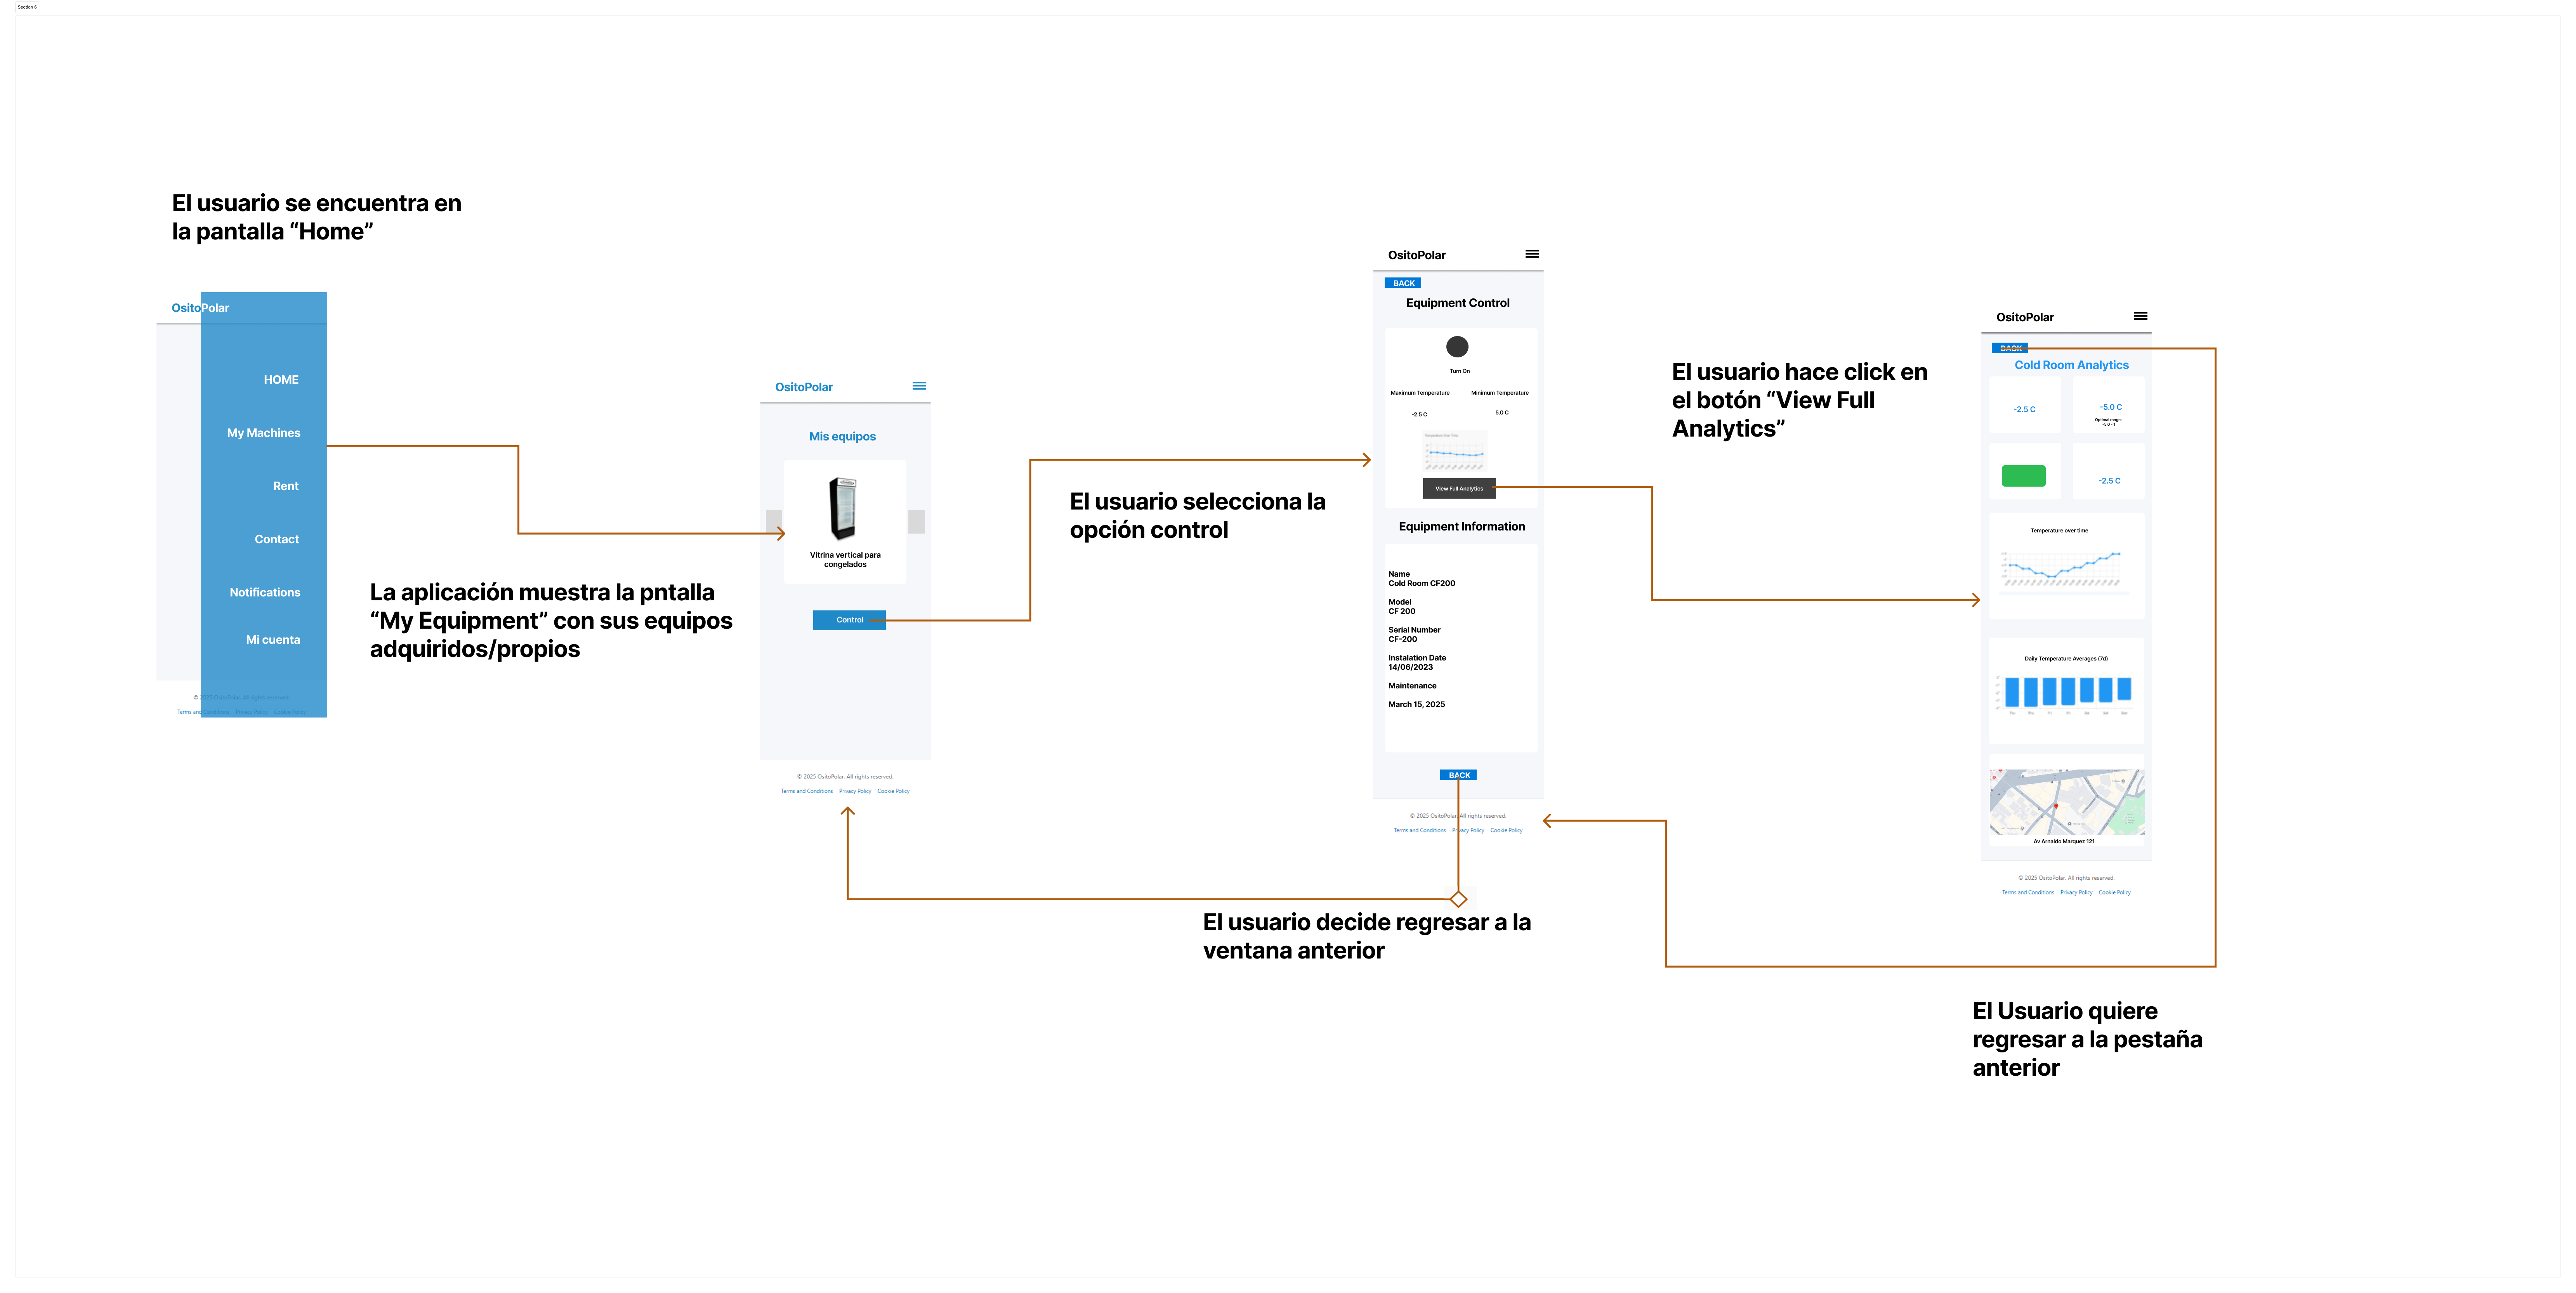 Section 6
El usuario se encuentra en
la pantalla “Home”
OsitoPolar
HOME
My Machines
Rent
Contact
Notifications
Mi cuenta
© 2025 OsitoPolar. All rights reserved.
Terms and Conditions Privacy Policy Cookie Policy
La aplicación muestra la pntalla
“My Equipment” con sus equipos
adquiridos/propios
OsitoPolar
Mis equipos
Vitrina vertical para
congelados
Control
© 2025 OsitoPolar. All rights reserved.
Terms and Conditions Privacy Policy Cookie Policy
El usuario selecciona la
opción control
OsitoPolar
BACK
Equipment Control
Turn On
Maximum Temperature Minimum Temperature
-2.5 C 5.0 C
Temperature Over Time
View Full Analytics
Equipment Information
Name
Cold Room CF200
Model
CF 200
Serial Number
CF-200
Instalation Date
14/06/2023
Maintenance
March 15, 2025
BACK
© 2025 OsitoPolar. All rights reserved.
Terms and Conditions Privacy Policy Cookie Policy
El usuario decide regresar a la
ventana anterior
El usuario hace click en
el botón “View Full
Analytics”
OsitoPolar
BACK
Cold Room Analytics
-2.5 C
-5.0 C
Optimal range:
-5.0 - 1
-2.5 C
Temperature over time
Daily Temperature Averages (7d)
Av Arnaldo Marquez 121
© 2025 OsitoPolar. All rights reserved.
Terms and Conditions Privacy Policy Cookie Policy
El Usuario quiere
regresar a la pestaña
anterior